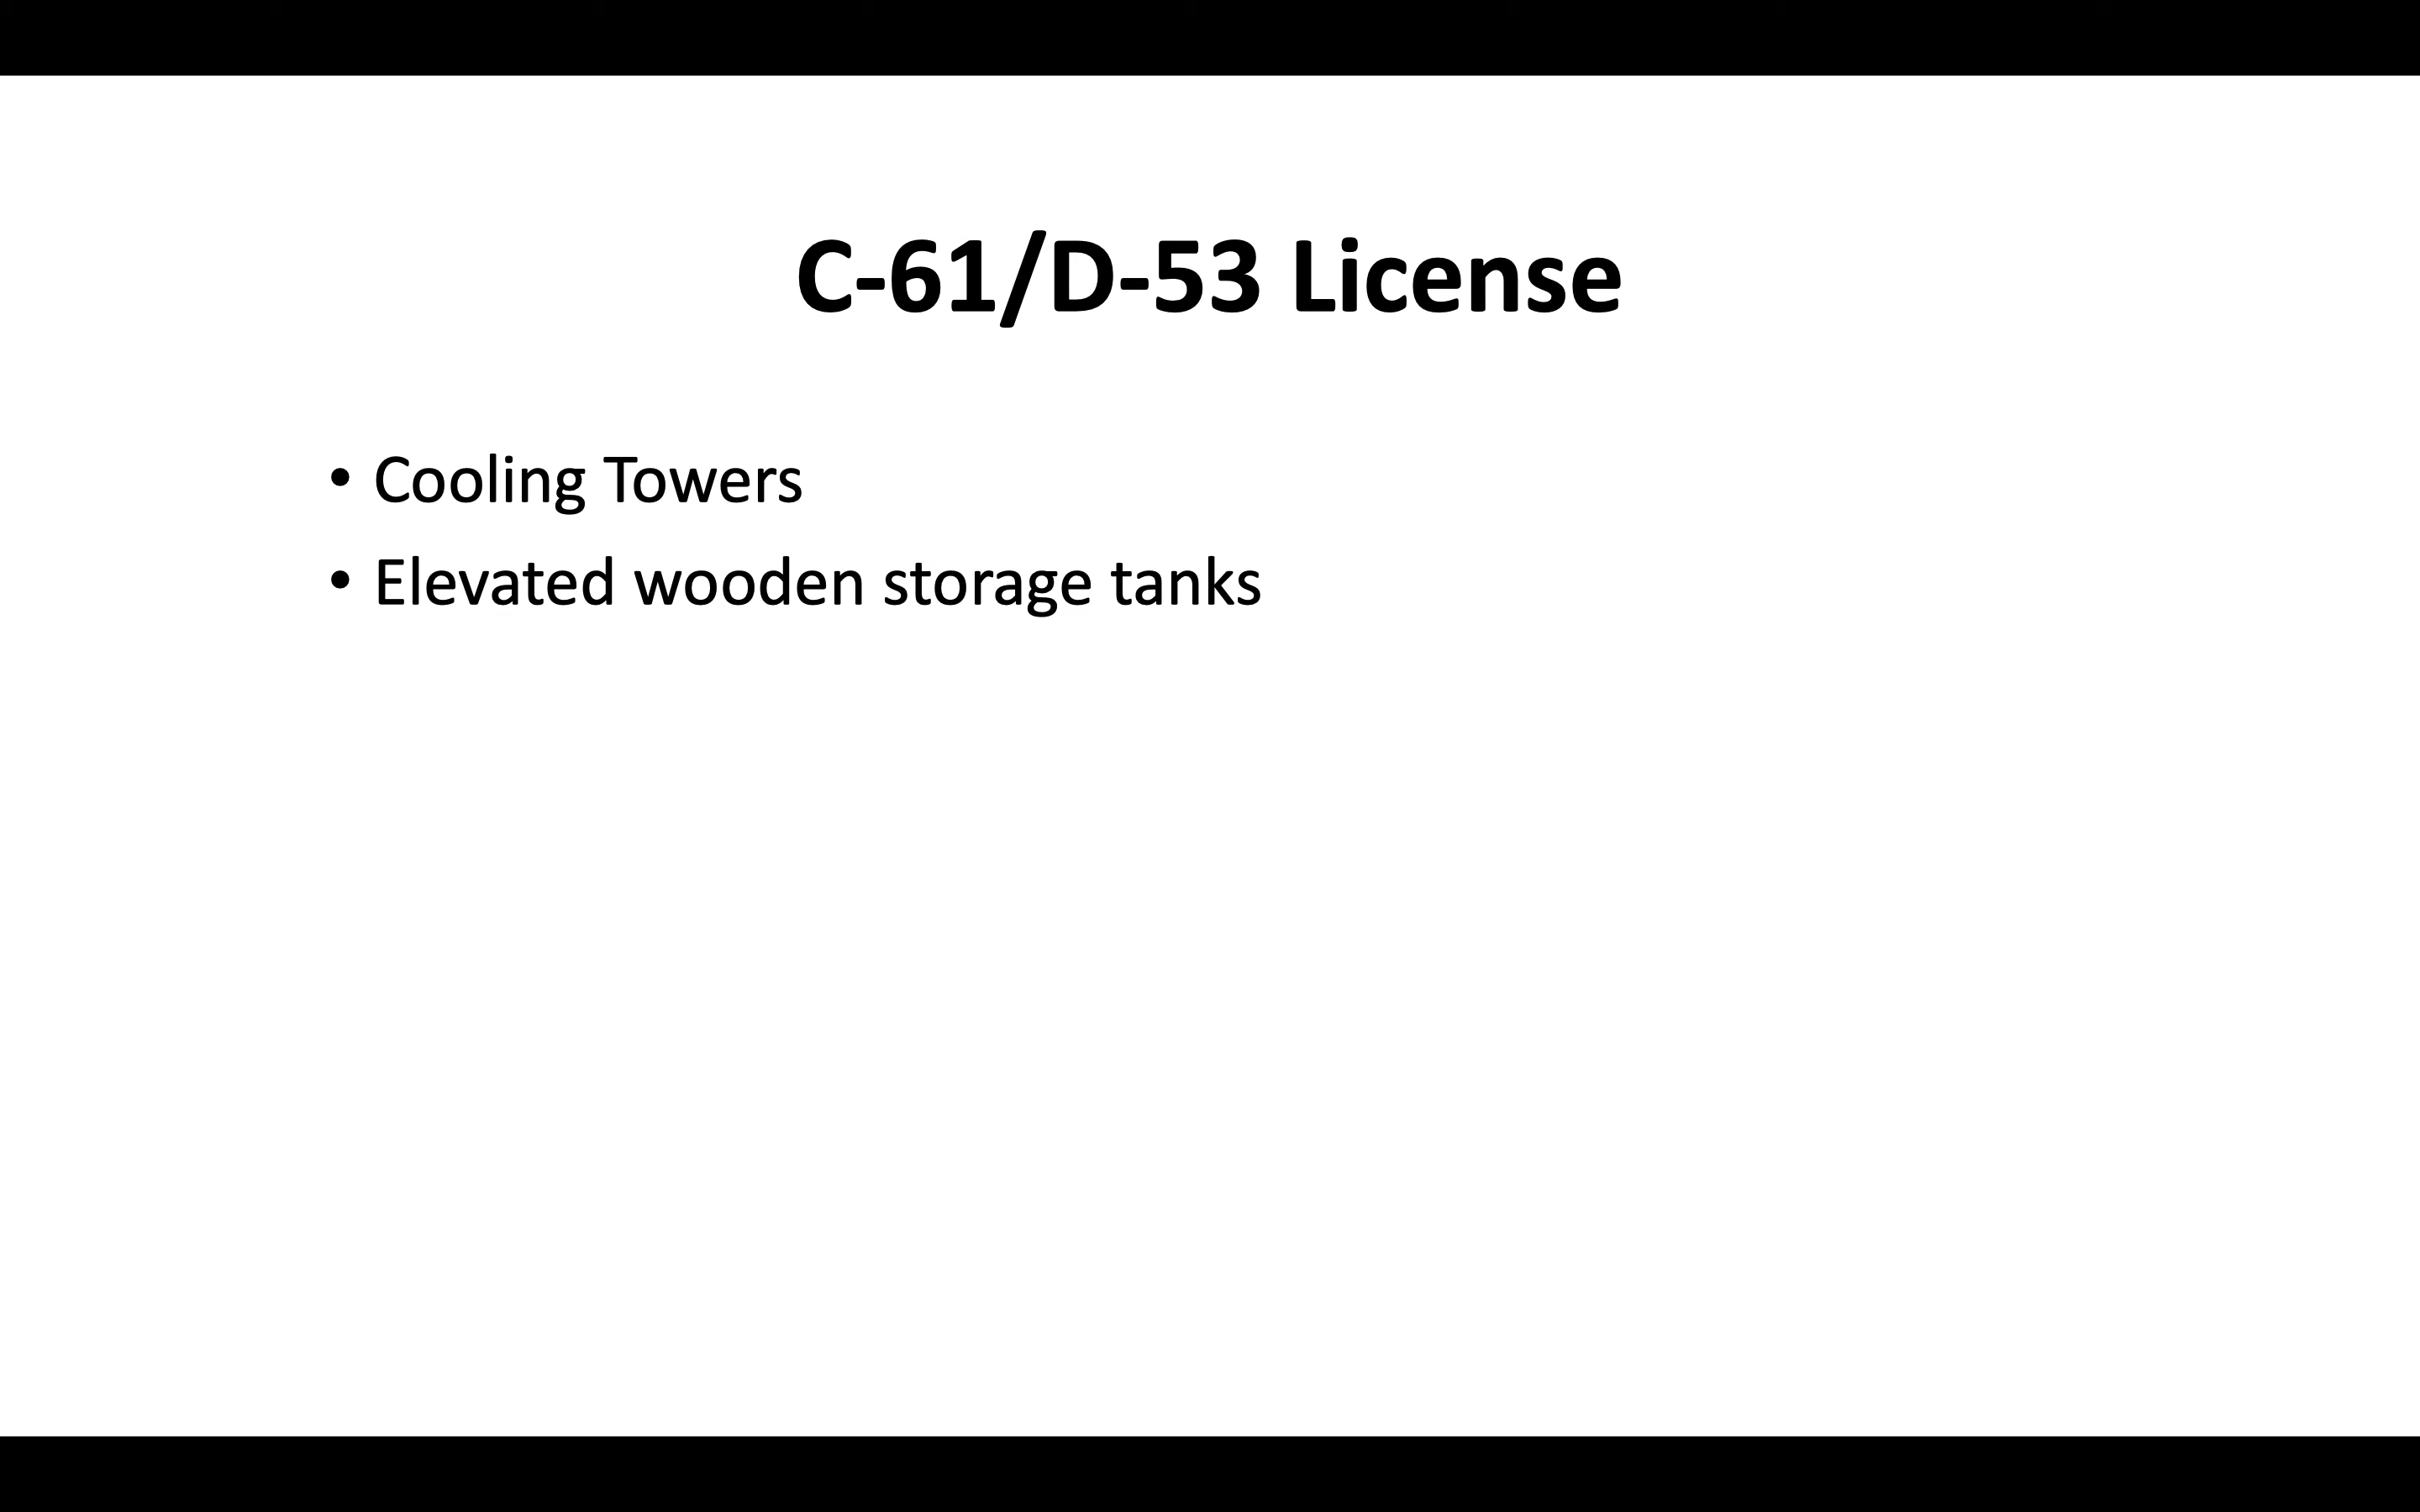 C-61/D-53 License
• Cooling Towers
• Elevated wooden storage tanks